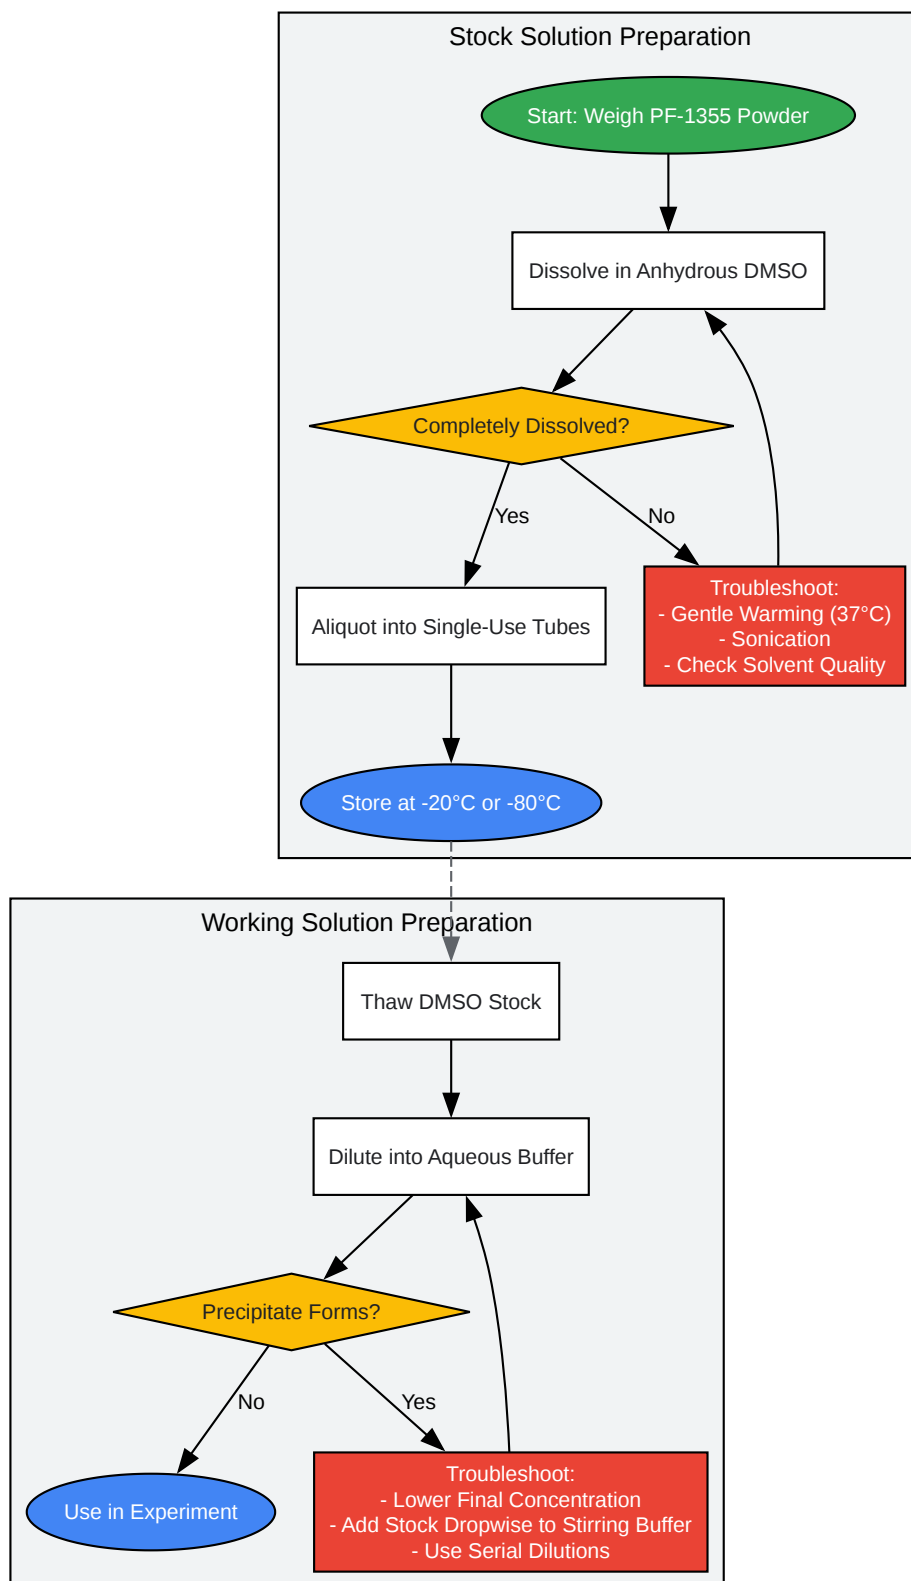 Stock Solution Preparation
Start: Weigh PF-1355 Powder
Dissolve in Anhydrous DMSO
Completely Dissolved?
Yes
No
Troubleshoot:
- Gentle Warming (37°C)
- Sonication
- Check Solvent Quality
Aliquot into Single-Use Tubes
Store at -20°C or -80°C
Working Solution Preparation
Thaw DMSO Stock
Dilute into Aqueous Buffer
Precipitate Forms?
No
Yes
Use in Experiment
Troubleshoot:
- Lower Final Concentration
- Add Stock Dropwise to Stirring Buffer
- Use Serial Dilutions